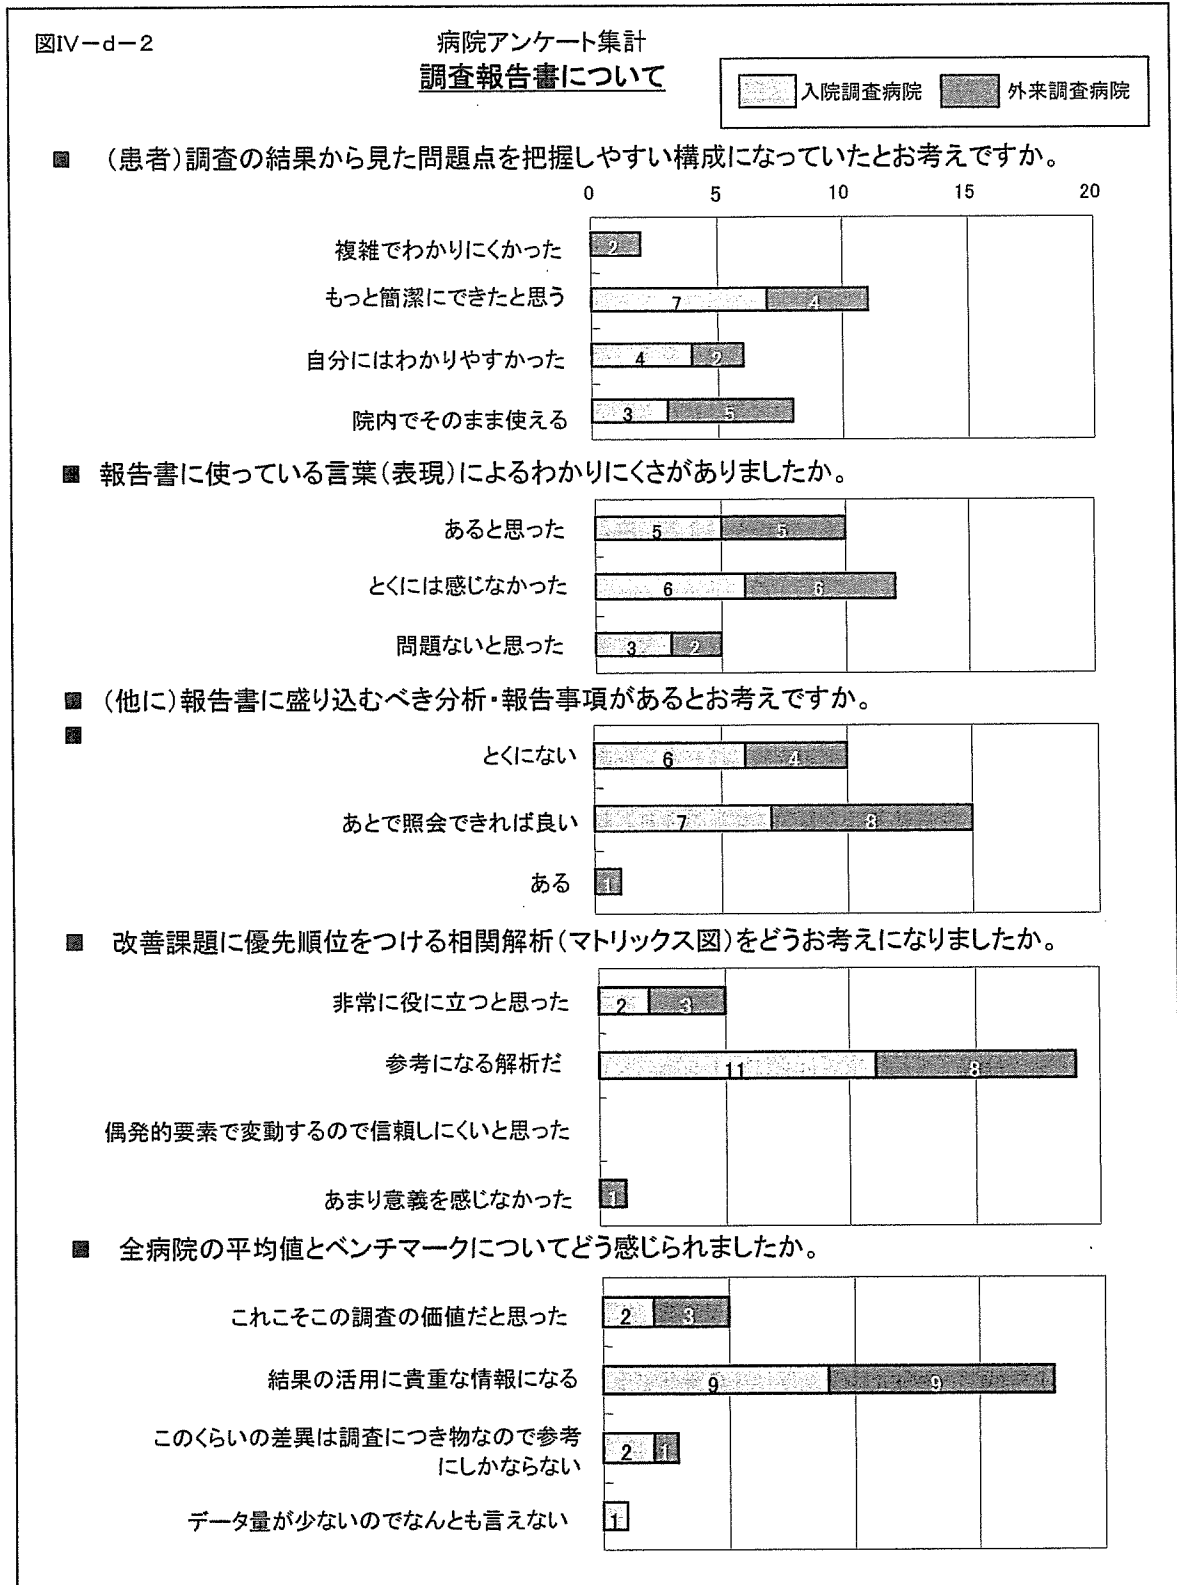 図Ⅳ－ｄ－２
病院アンケート集計
調査報告書について
入院調査病院 外来調査病院
■ （患者）調査の結果から見た問題点を把握しやすい構成になっていたとお考えですか。
0 5 10 15 20
複雑でわかりにくかった 2
もっと簡潔にできたと思う 7 4
自分にはわかりやすかった 4 2
院内でそのまま使える 3 5
■ 報告書に使っている言葉（表現）によるわかりにくさがありましたか。
あると思った 5 5
とくには感じなかった 6 6
問題ないと思った 3 2
■ （他に）報告書に盛り込むべき分析・報告事項があるとお考えですか。
■
とくにない 6 4
あとで照会できれば良い 7 8
ある 1
■ 改善課題に優先順位をつける相関解析（マトリックス図）をどうお考えになりましたか。
非常に役に立つと思った 2 3
参考になる解析だ 11 8
偶発的要素で変動するので信頼しにくいと思った
あまり意義を感じなかった 1
■ 全病院の平均値とベンチマークについてどう感じられましたか。
これこそこの調査の価値だと思った 2 3
結果の活用に貴重な情報になる 9 9
このくらいの差異は調査につき物なので参考
にしかならない 2 1
データ量が少ないのでなんとも言えない 1